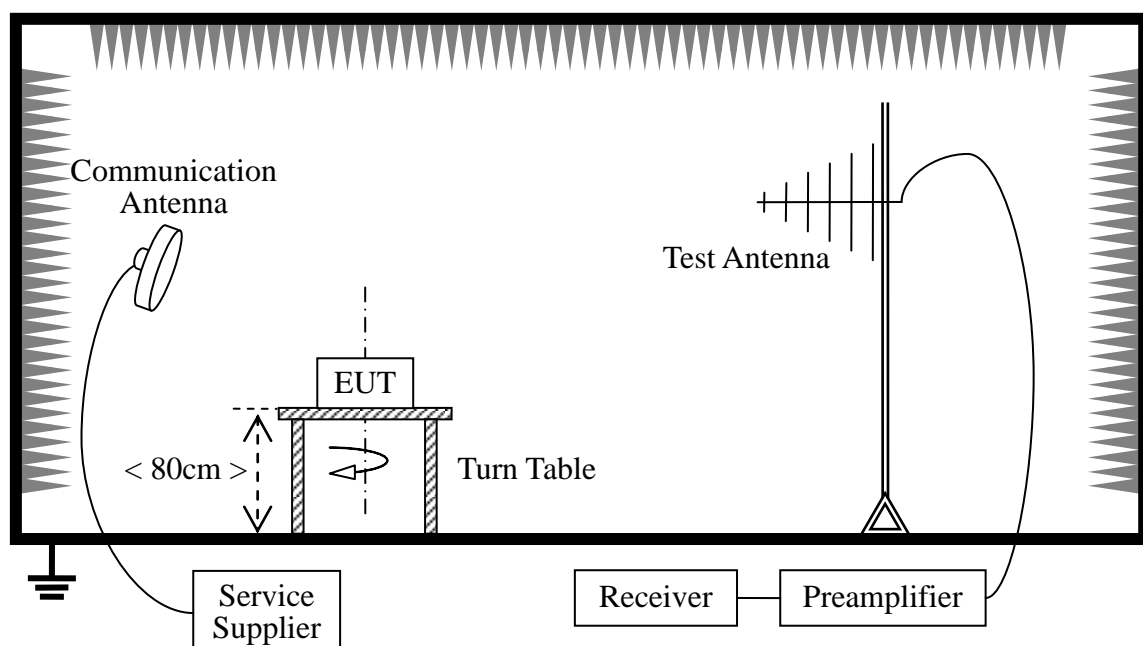 Communication
Antenna
Test Antenna
EUT
< 80cm >
Turn Table
Service
Supplier
Receiver
Preamplifier